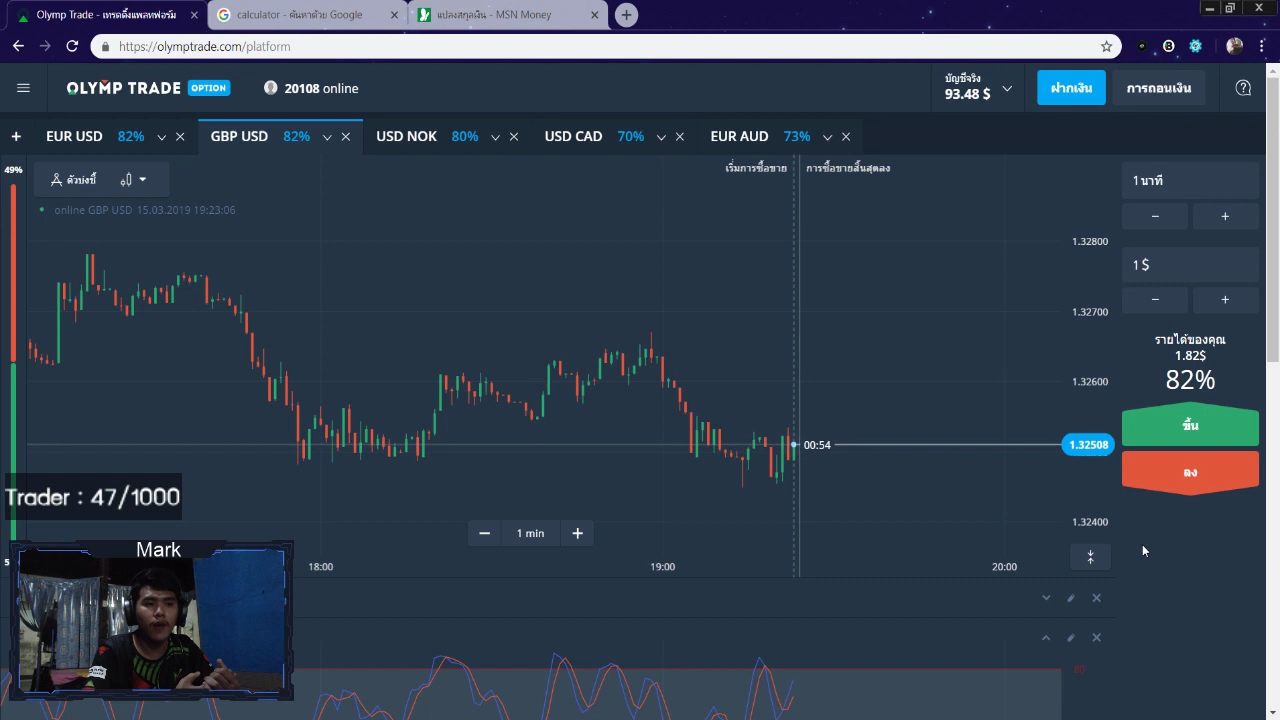 Olymp Trade - เทรดดิ้งแพลทฟอร์ม
calculator - ค้นหาด้วย Google
แปลงสกุลเงิน - MSN Money
https://olymptrade.com/platform
OLYMP TRADE OPTION
20108 online
บัญชีจริง
93.48 $
ฝากเงิน
การถอนเงิน
EUR USD 82%
GBP USD 82%
USD NOK 80%
USD CAD 70%
EUR AUD 73%
49%
ตัวบ่งชี้
online GBP USD 15.03.2019 19:23:06
เริ่มการซื้อขาย
การซื้อขายสิ้นสุดลง
1 นาที
1 $
รายได้ของคุณ
1.82$
82%
ขึ้น
ลง
1.32800
1.32700
1.32600
00:54
1.32508
1.32400
Trader : 47/1000
1 min
18:00
19:00
20:00
Mark
80